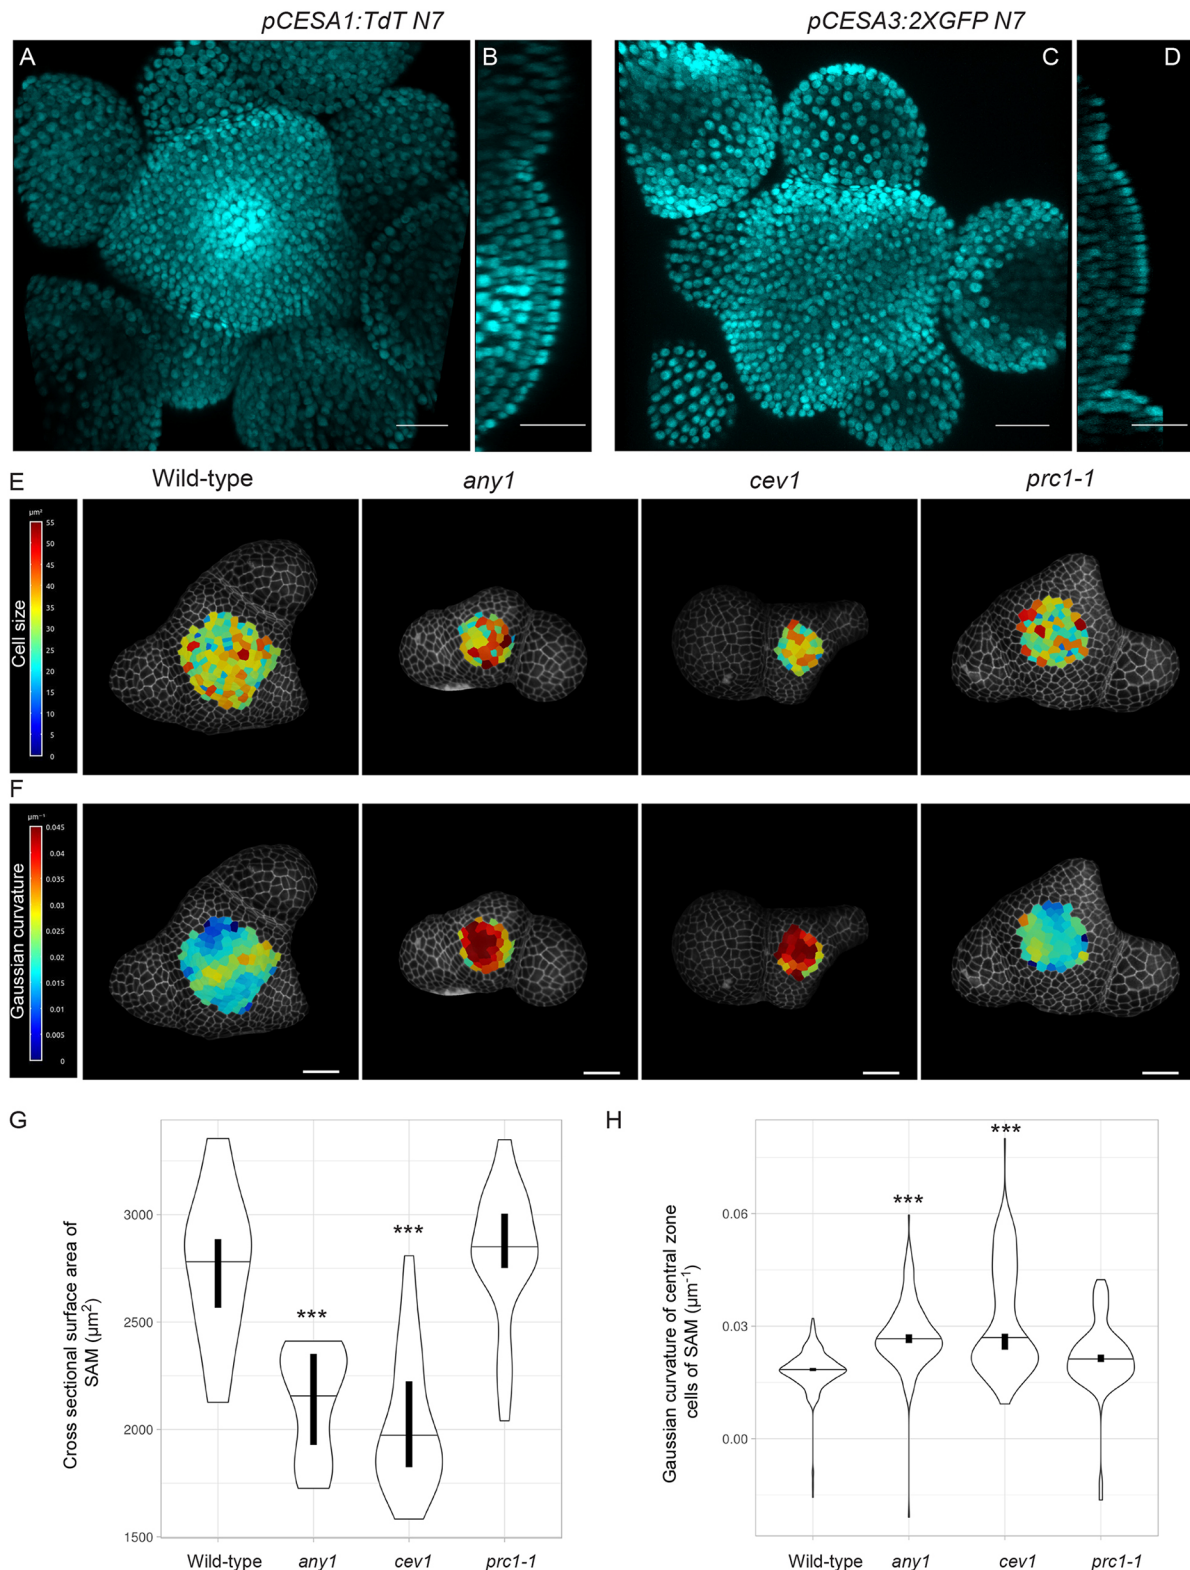 pCESA1:TdT N7
pCESA3:2XGFP N7
A
B
C
D
E
Wild-type
any1
cev1
prc1-1
µm²
55
50
45
40
35
30
25
20
15
10
5
0
Cell size
F
µm⁻¹
0.045
0.04
0.035
0.03
0.025
0.02
0.015
0.01
0.005
0
Gaussian curvature
G
Cross sectional surface area of
SAM (µm²)
3000
2500
2000
1500
***
***
Wild-type
any1
cev1
prc1-1
H
Gaussian curvature of central zone
cells of SAM (µm⁻¹)
0.06
0.03
0.00
***
***
Wild-type
any1
cev1
prc1-1